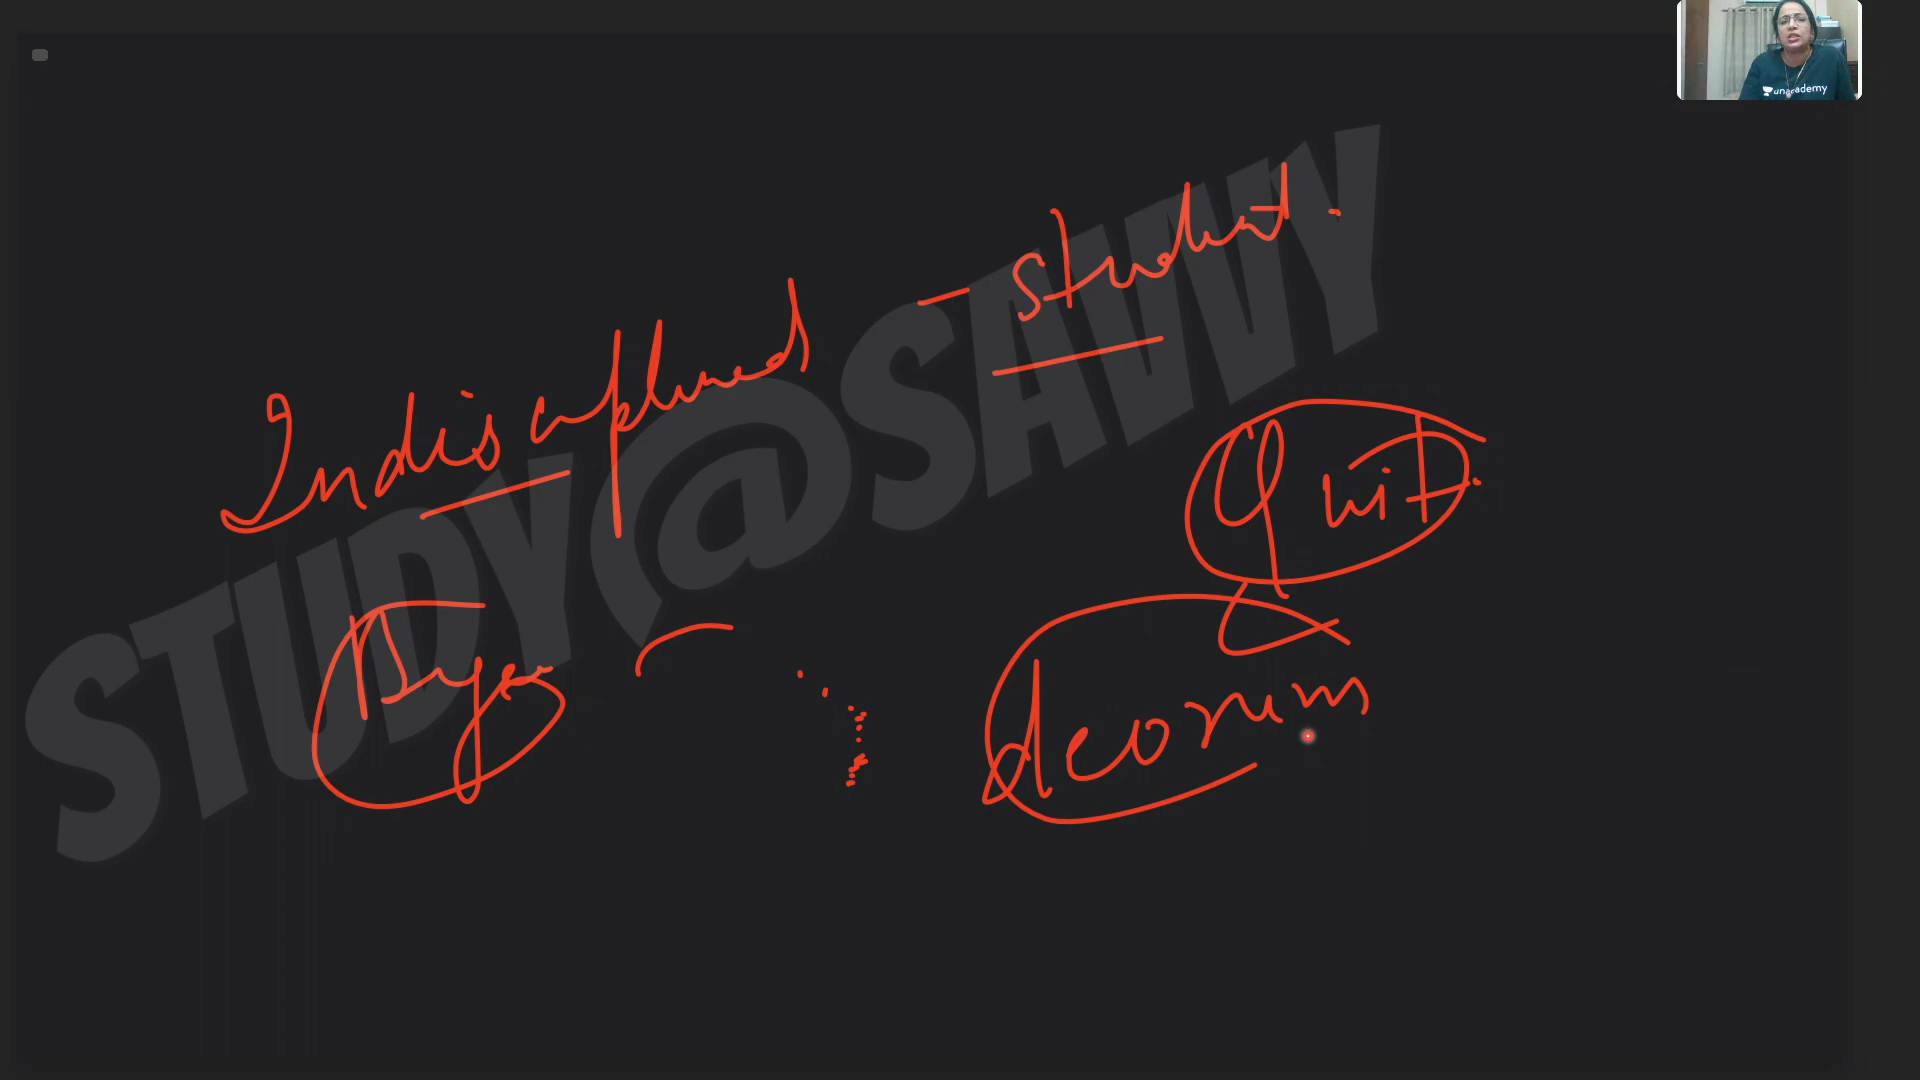 Indisciplined - Student.
Quit.
decorum
STUDY@SAVVY
unacademy